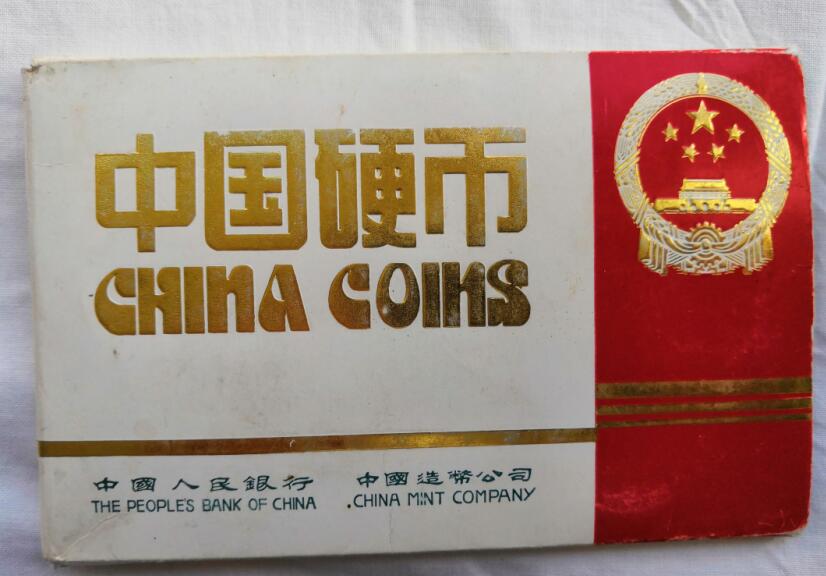 中国硬币
CHINA COINS
中國人民銀行
THE PEOPLE'S BANK OF CHINA
中國造幣公司
CHINA MINT COMPANY